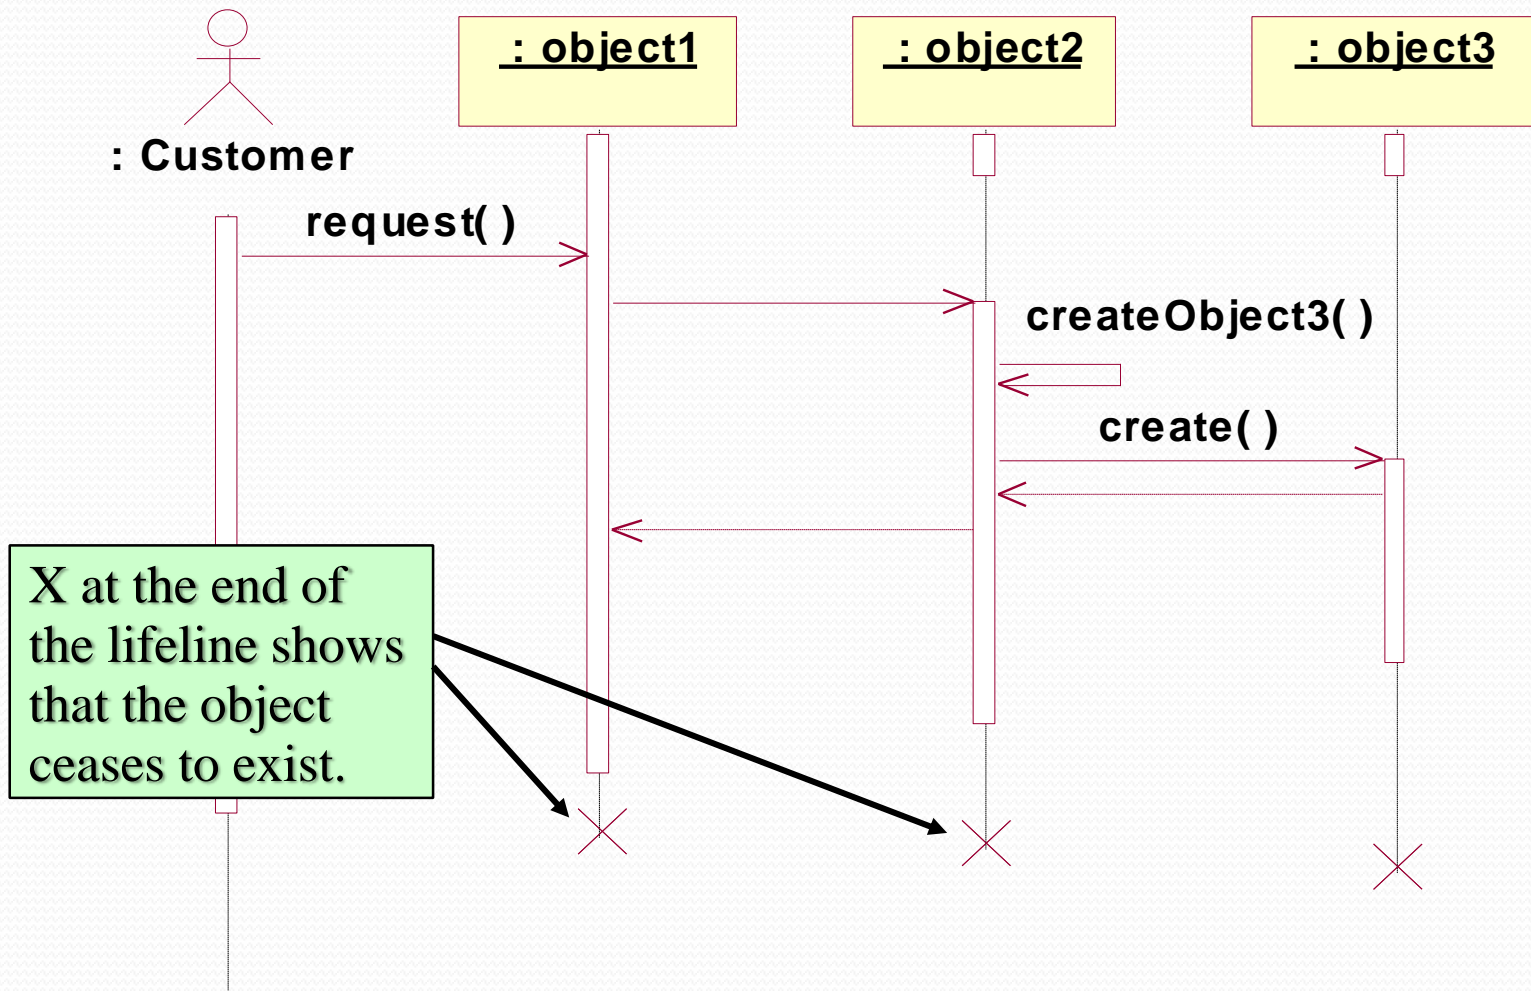 : object1
: object2
: object3
: Customer
request( )
createObject3( )
create( )
X at the end of
the lifeline shows
that the object
ceases to exist.